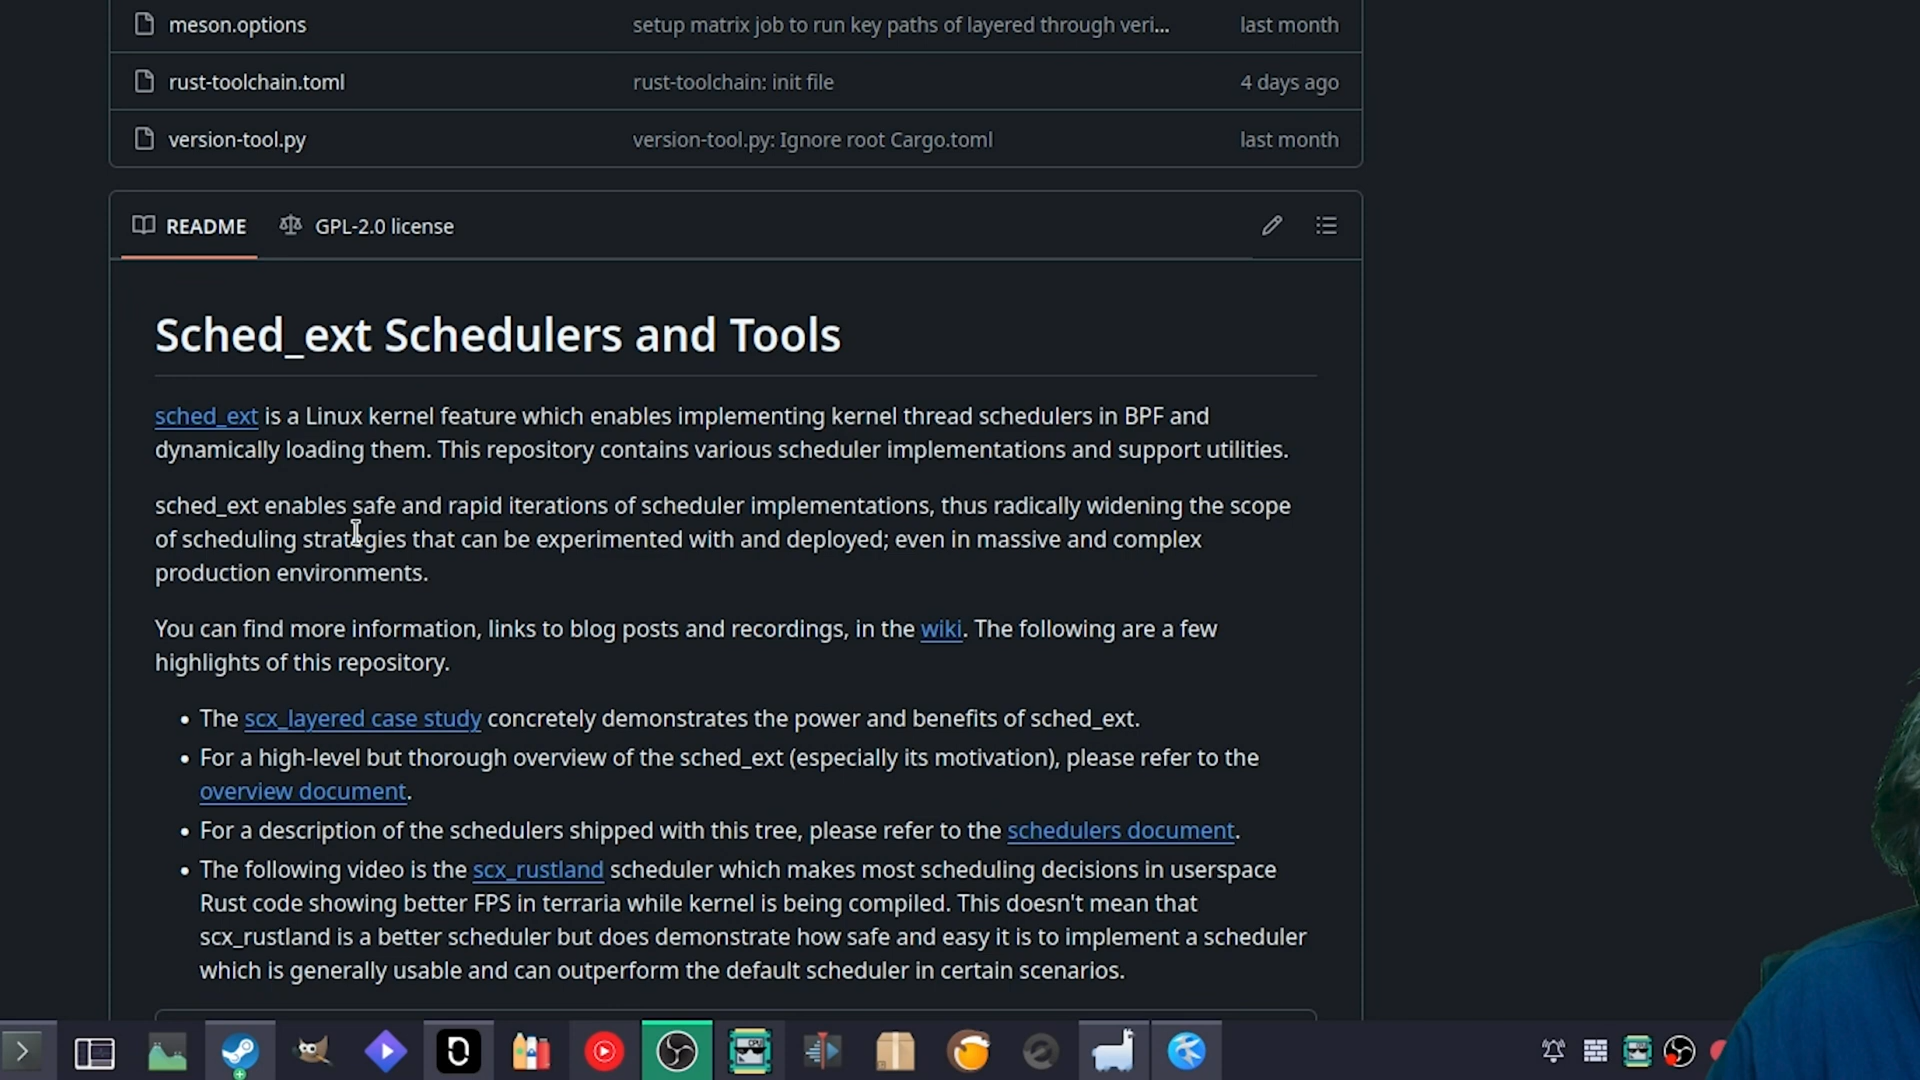 meson.options setup matrix job to run key paths of layered through veri... last month
rust-toolchain.toml rust-toolchain: init file 4 days ago
version-tool.py version-tool.py: Ignore root Cargo.toml last month
README GPL-2.0 license
Sched_ext Schedulers and Tools
sched_ext is a Linux kernel feature which enables implementing kernel thread schedulers in BPF and
dynamically loading them. This repository contains various scheduler implementations and support utilities.
sched_ext enables safe and rapid iterations of scheduler implementations, thus radically widening the scope
of scheduling strategies that can be experimented with and deployed; even in massive and complex
production environments.
You can find more information, links to blog posts and recordings, in the wiki. The following are a few
highlights of this repository.
• The scx_layered case study concretely demonstrates the power and benefits of sched_ext.
• For a high-level but thorough overview of the sched_ext (especially its motivation), please refer to the
overview document.
• For a description of the schedulers shipped with this tree, please refer to the schedulers document.
• The following video is the scx_rustland scheduler which makes most scheduling decisions in userspace
Rust code showing better FPS in terraria while kernel is being compiled. This doesn't mean that
scx_rustland is a better scheduler but does demonstrate how safe and easy it is to implement a scheduler
which is generally usable and can outperform the default scheduler in certain scenarios.